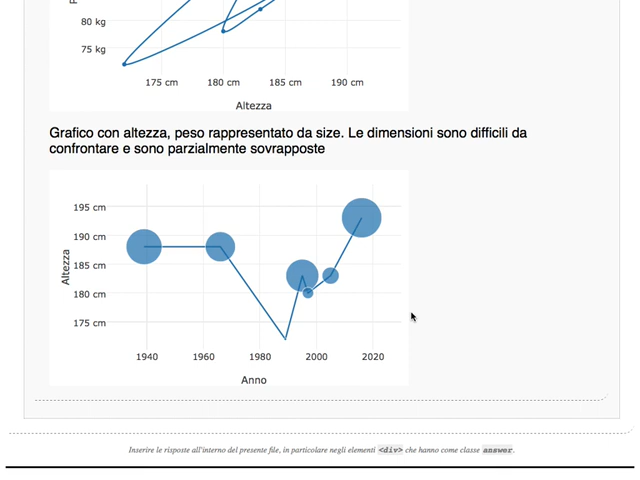 80 kg
75 kg
175 cm 180 cm 185 cm 190 cm
Altezza
Grafico con altezza, peso rappresentato da size. Le dimensioni sono difficili da
confrontare e sono parzialmente sovrapposte
195 cm
190 cm
185 cm
180 cm
175 cm
Altezza
1940 1960 1980 2000 2020
Anno
Inserire le risposte all'interno del presente file, in particolare negli elementi <div> che hanno come classe answer.